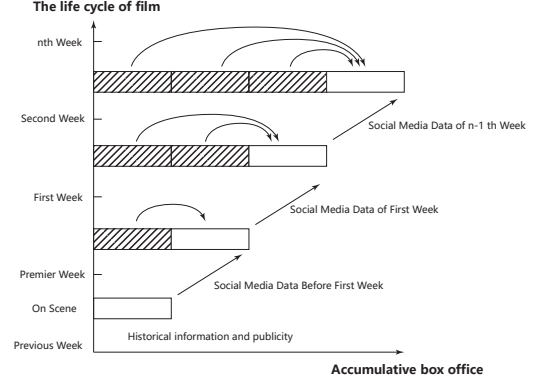 The life cycle of film
nth Week
Second Week
Social Media Data of n-1 th Week
First Week
Social Media Data of First Week
Premier Week
Social Media Data Before First Week
On Scene
Historical information and publicity
Previous Week
Accumulative box office